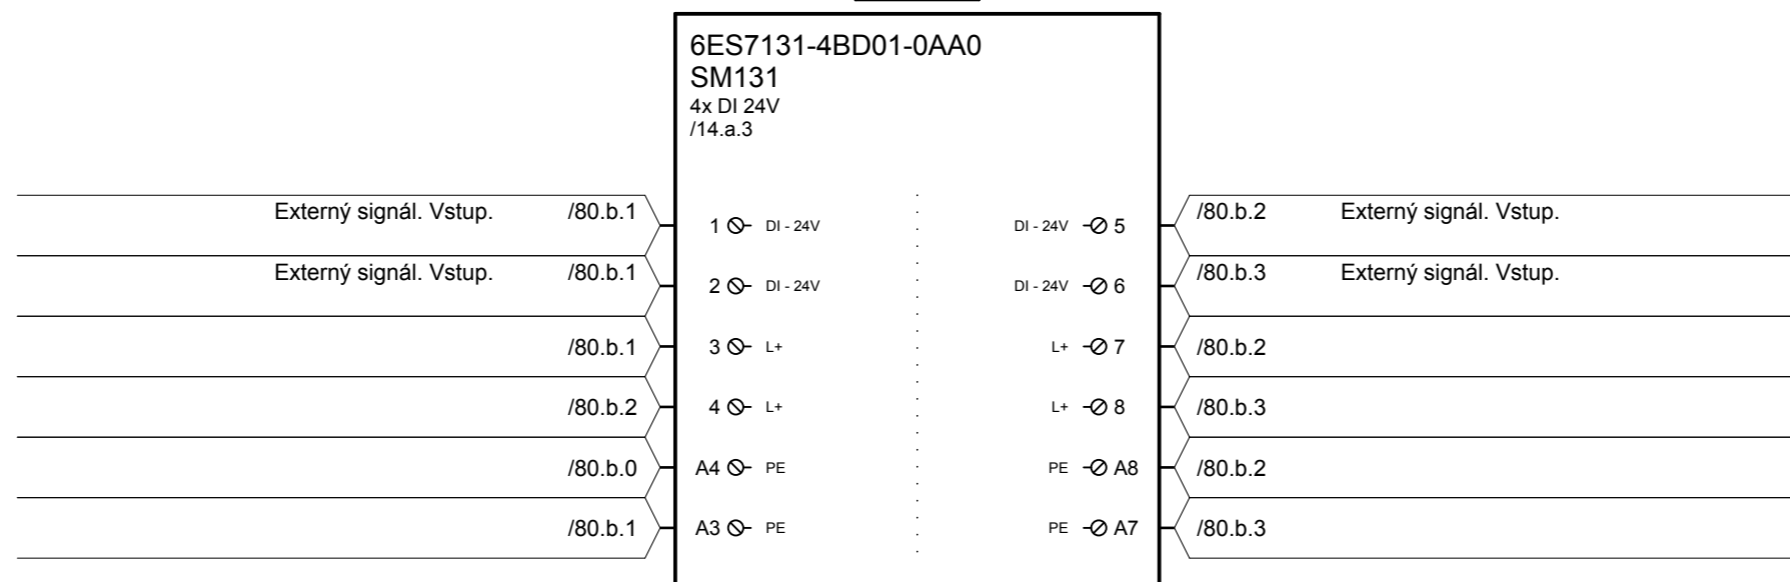 6ES7131-4BD01-0AA0
SM131
4x DI 24V
/14.a.3
Externý signál. Vstup. /80.b.1 1 DI - 24V DI - 24V 5 /80.b.2 Externý signál. Vstup.
Externý signál. Vstup. /80.b.1 2 DI - 24V DI - 24V 6 /80.b.3 Externý signál. Vstup.
/80.b.1 3 L+ L+ 7 /80.b.2
/80.b.2 4 L+ L+ 8 /80.b.3
/80.b.0 A4 PE PE A8 /80.b.2
/80.b.1 A3 PE PE A7 /80.b.3